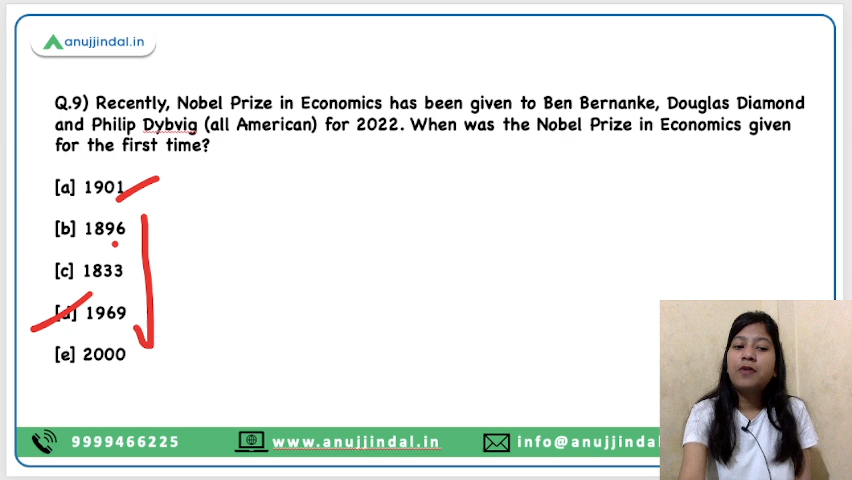 anujjindal.in
Q.9) Recently, Nobel Prize in Economics has been given to Ben Bernanke, Douglas Diamond
and Philip Dybvig (all American) for 2022. When was the Nobel Prize in Economics given
for the first time?
[a] 1901
[b] 1896
[c] 1833
[d] 1969
[e] 2000
9999466225 www.anujjindal.in info@anujjindal